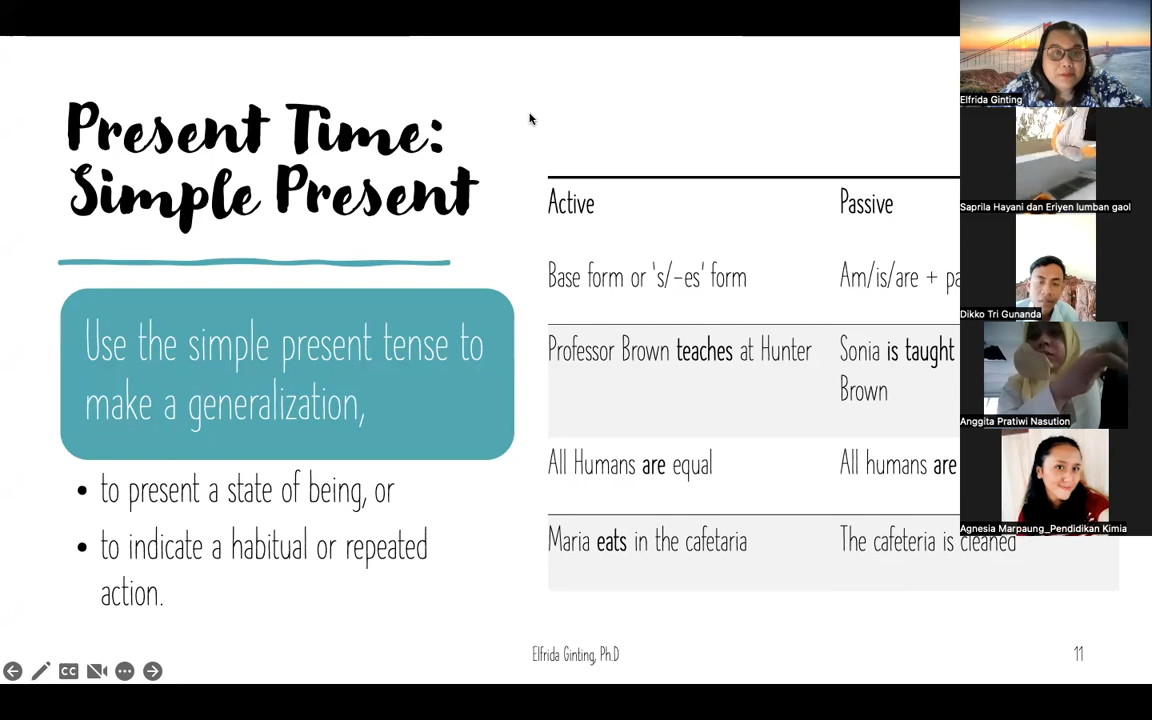 Present Time:
Simple Present
Use the simple present tense to
make a generalization,
• to present a state of being, or
• to indicate a habitual or repeated
action.
Active Passive
Base form or 's/-es' form Am/is/are +
Professor Brown teaches at Hunter Sonia is taught
Brown
All Humans are equal All humans are
Maria eats in the cafetaria The cafeteria is cleaned
Elfrida Ginting, Ph.D
11
CC
Elfrida Ginting
Saprila Hayani dan Eriyen lumban gaol
Dikko Tri Gunanda
Anggita Pratiwi Nasution
Agnesia Marpaung_Pendidikan Kimia